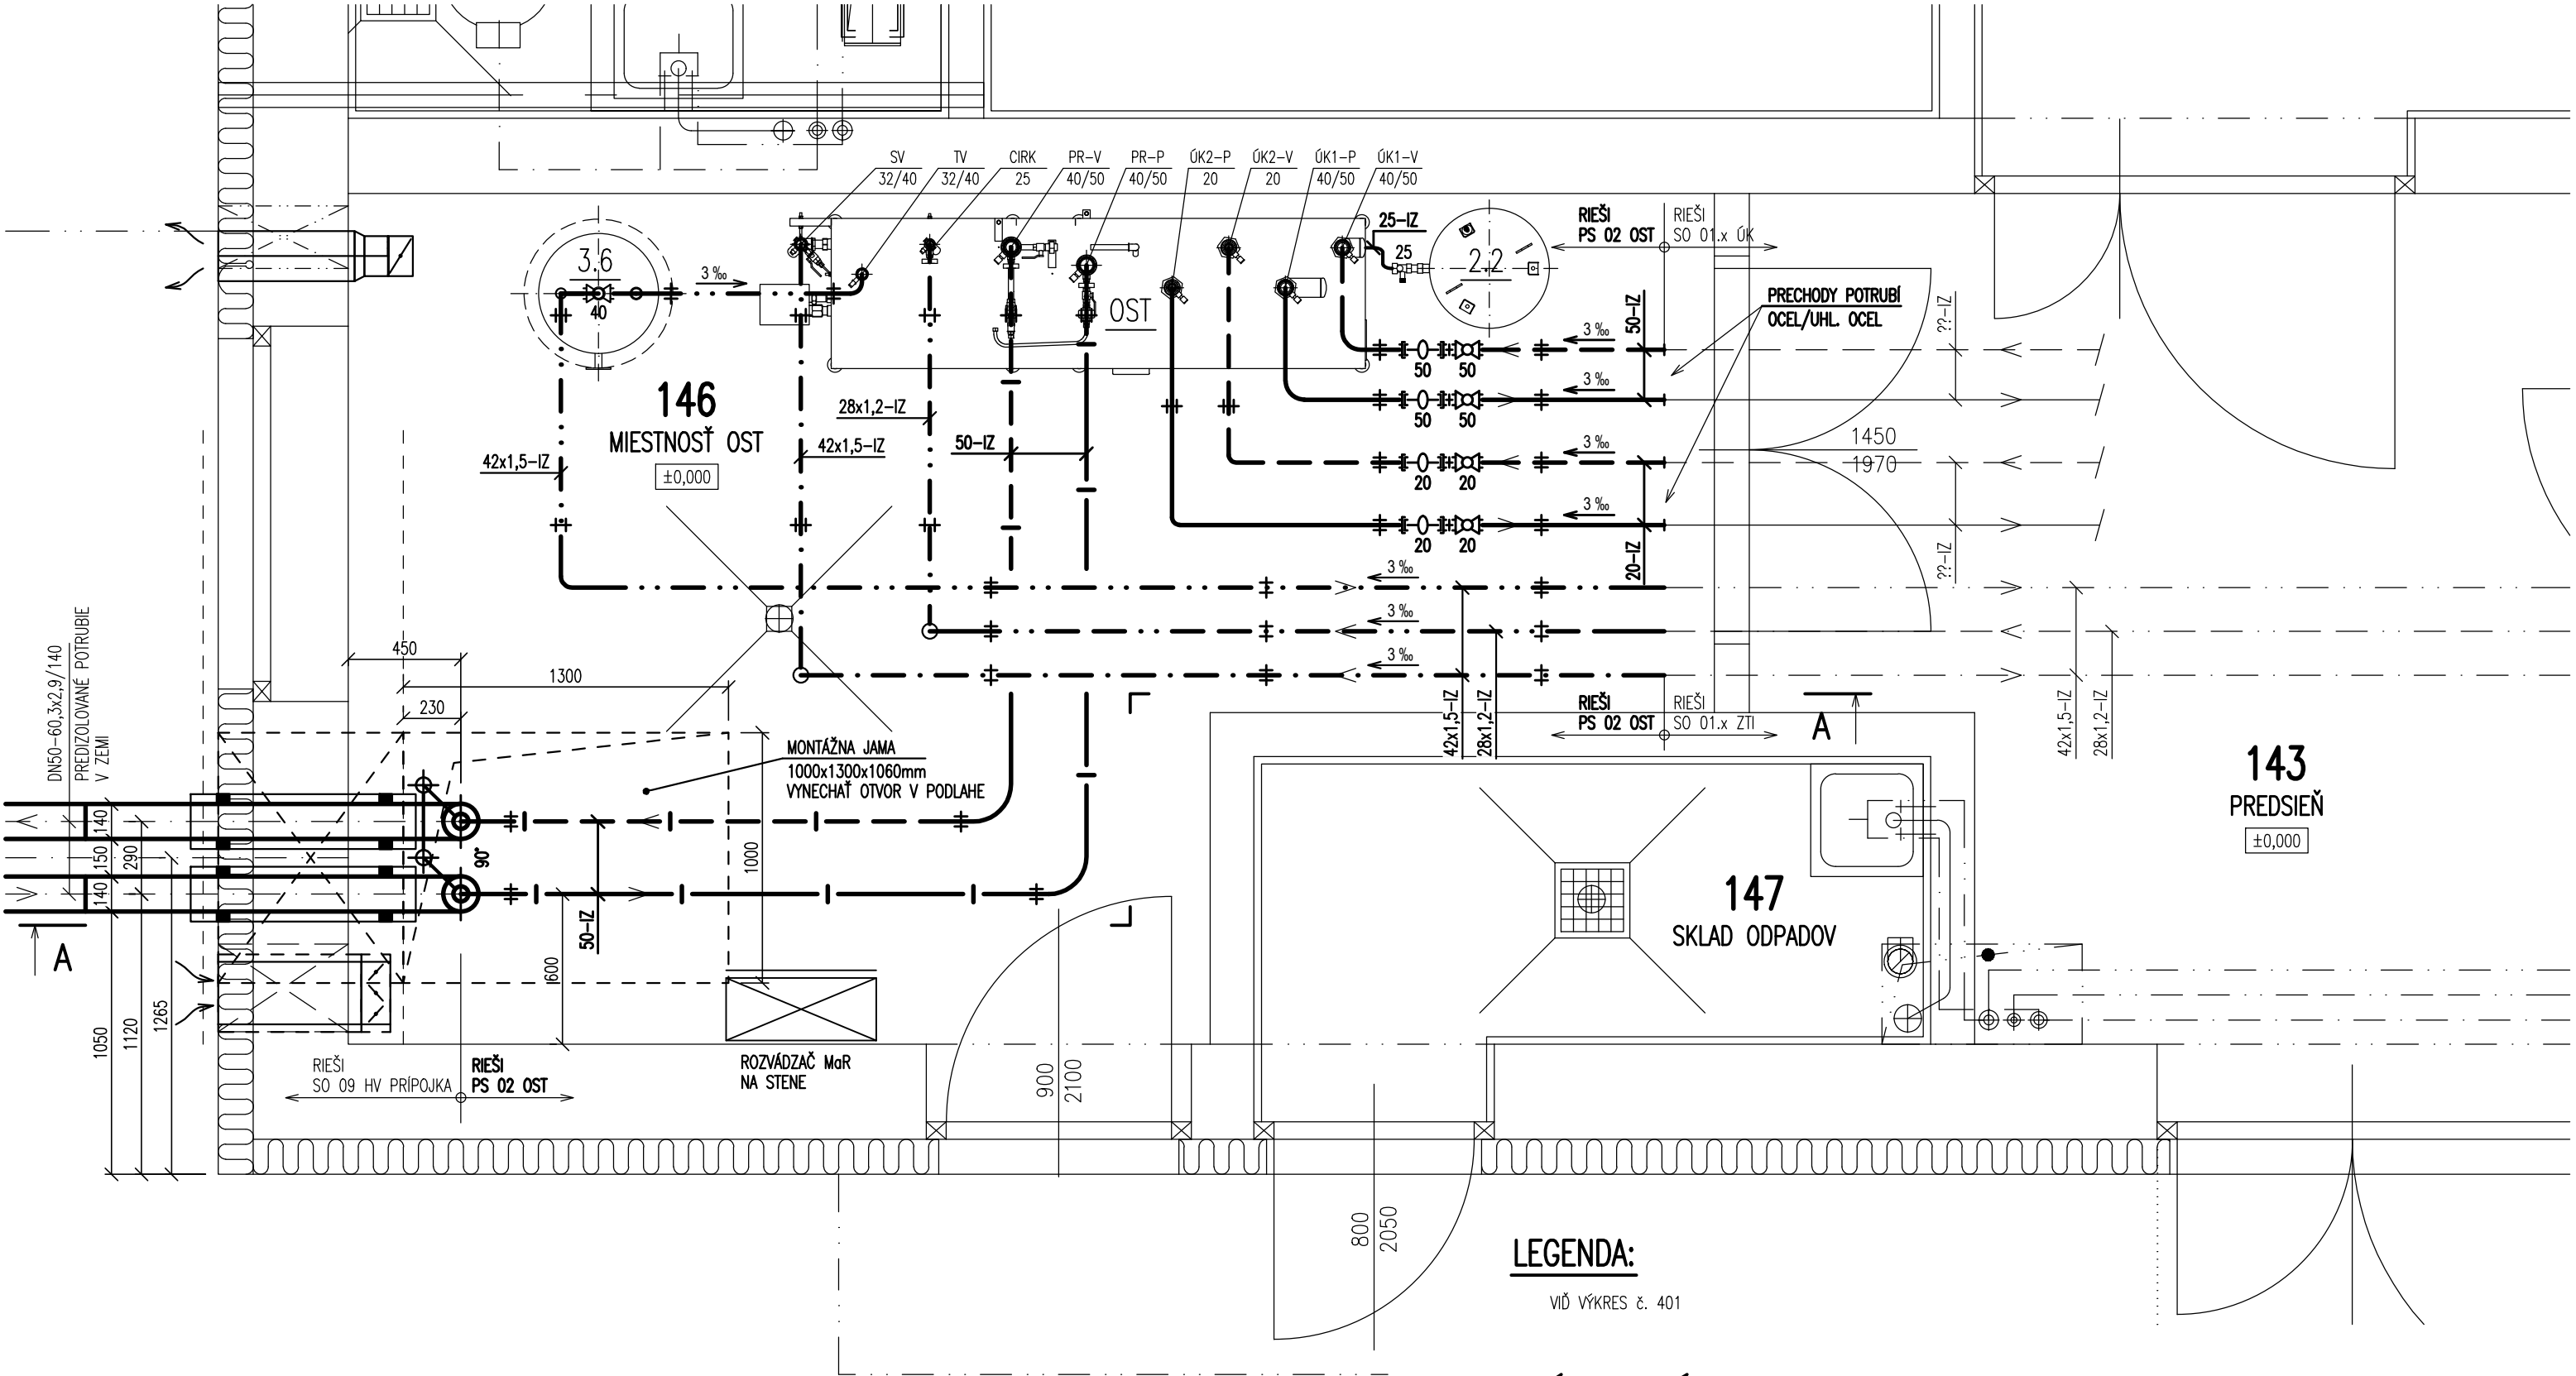 SV
32/40
TV
32/40
CIRK
25
PR-V
40/50
PR-P
40/50
ÚK2-P
20
ÚK2-V
20
ÚK1-P
40/50
ÚK1-V
40/50
25-IZ
25
2.2
RIEŠI
PS 02 OST
RIEŠI
SO 01.x ÚK
3.6
40
3 ‰
OST
PRECHODY POTRUBÍ
OCEL/UHL. OCEL
50-IZ
??-IZ
3 ‰
50
50
3 ‰
50
50
3 ‰
20
20
3 ‰
20
20
20-IZ
??-IZ
1450
1970
146
MIESTNOSŤ OST
±0,000
28x1,2-IZ
42x1,5-IZ
42x1,5-IZ
50-IZ
3 ‰
3 ‰
3 ‰
DN50-60,3x2,9/140
PREDIZOLOVANÉ POTRUBIE
V ZEMI
450
1300
230
MONTÁŽNA JAMA
1000x1300x1060mm
VYNECHAŤ OTVOR V PODLAHE
42x1,5-IZ
28x1,2-IZ
RIEŠI
PS 02 OST
RIEŠI
SO 01.x ZTI
A
42x1,5-IZ
28x1,2-IZ
143
PREDSIEŇ
±0,000
140
150
140
290
90°
1000
50-IZ
600
A
1050
1120
1265
147
SKLAD ODPADOV
RIEŠI
SO 09 HV PRÍPOJKA
RIEŠI
PS 02 OST
ROZVÁDZAČ MaR
NA STENE
900
2100
800
2050
LEGENDA:
VIĎ VÝKRES č. 401